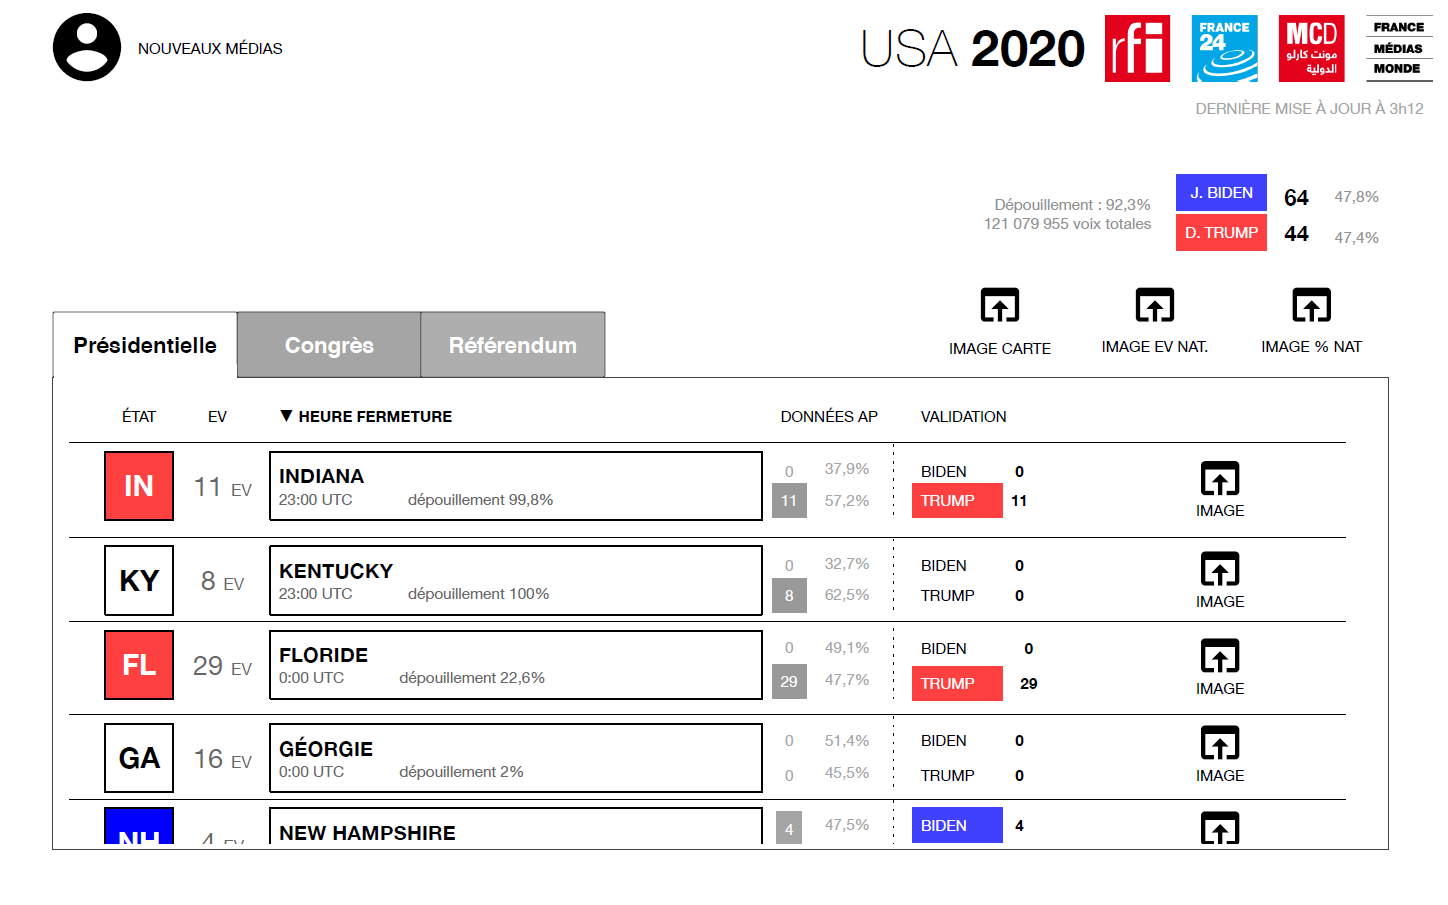 NOUVEAUX MÉDIAS
USA 2020
rfi
FRANCE
24
MCD
مونت كارلو
الدولية
FRANCE
MÉDIAS
MONDE
DERNIÈRE MISE À JOUR À 3h12
Dépouillement : 92,3%
121 079 955 voix totales
J. BIDEN 64 47,8%
D. TRUMP 44 47,4%
IMAGE CARTE
IMAGE EV NAT.
IMAGE % NAT
Présidentielle
Congrès
Référendum
ÉTAT EV ▼ HEURE FERMETURE DONNÉES AP VALIDATION
IN 11 EV
INDIANA
23:00 UTC dépouillement 99,8%
0 37,9%
11 57,2%
BIDEN 0
TRUMP 11
IMAGE
KY 8 EV
KENTUCKY
23:00 UTC dépouillement 100%
0 32,7%
8 62,5%
BIDEN 0
TRUMP 0
IMAGE
FL 29 EV
FLORIDE
0:00 UTC dépouillement 22,6%
0 49,1%
29 47,7%
BIDEN 0
TRUMP 29
IMAGE
GA 16 EV
GÉORGIE
0:00 UTC dépouillement 2%
0 51,4%
0 45,5%
BIDEN 0
TRUMP 0
IMAGE
NH 4 EV
NEW HAMPSHIRE
4 47,5%
BIDEN 4